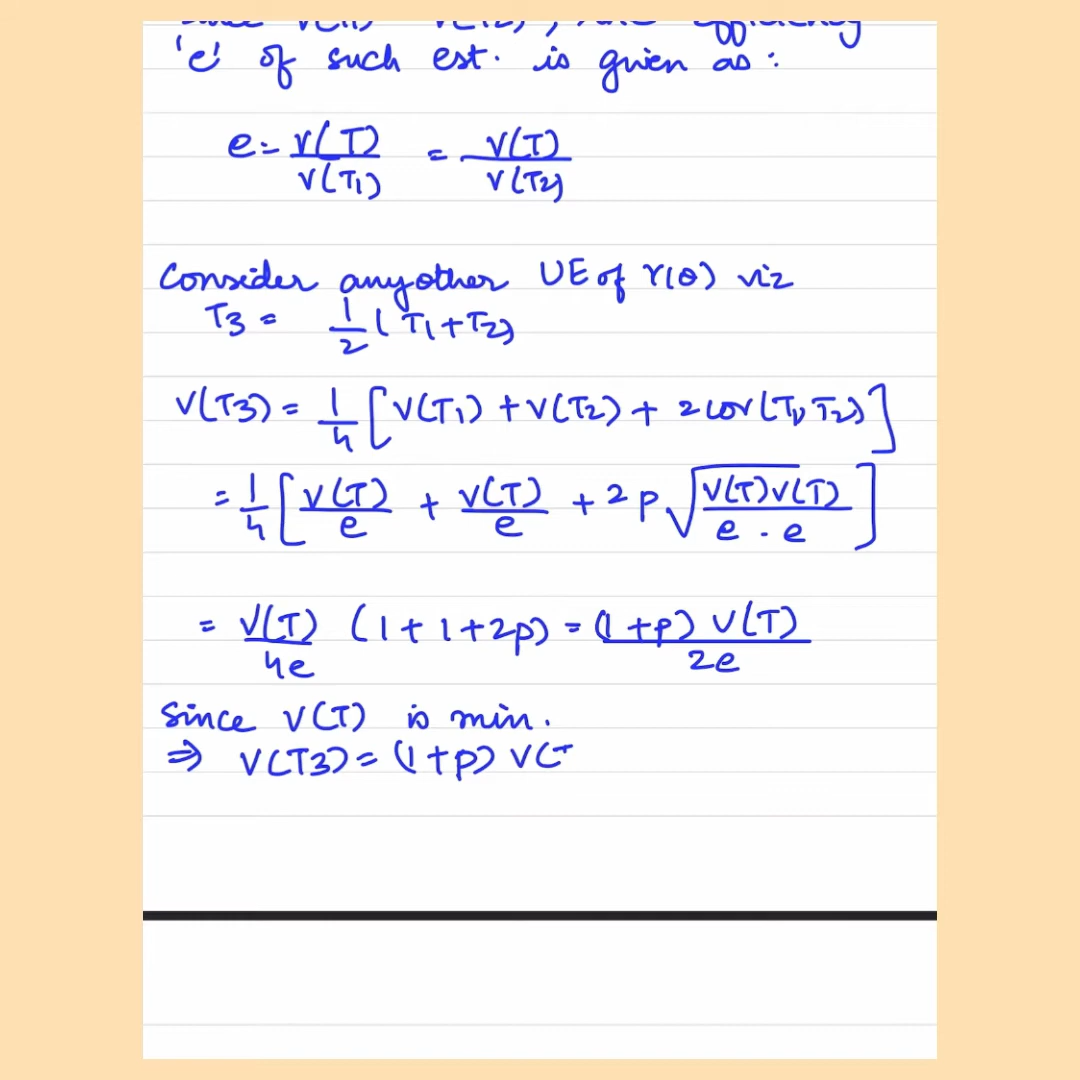 'e' of such est. is given as :
e = V(T)/V(T1) = V(T)/V(T2)
Consider any other UE of γ(θ) viz
T3 = 1/2 (T1+T2)
V(T3) = 1/4 [V(T1) + V(T2) + 2 cov(T1, T2)]
= 1/4 [V(T)/e + V(T)/e + 2ρ √(V(T)V(T)/e . e)]
= V(T)/4e (1+1+2ρ) = (1+ρ) V(T)/2e
Since V(T) is min.
⇒ V(T3) = (1+ρ) V(T